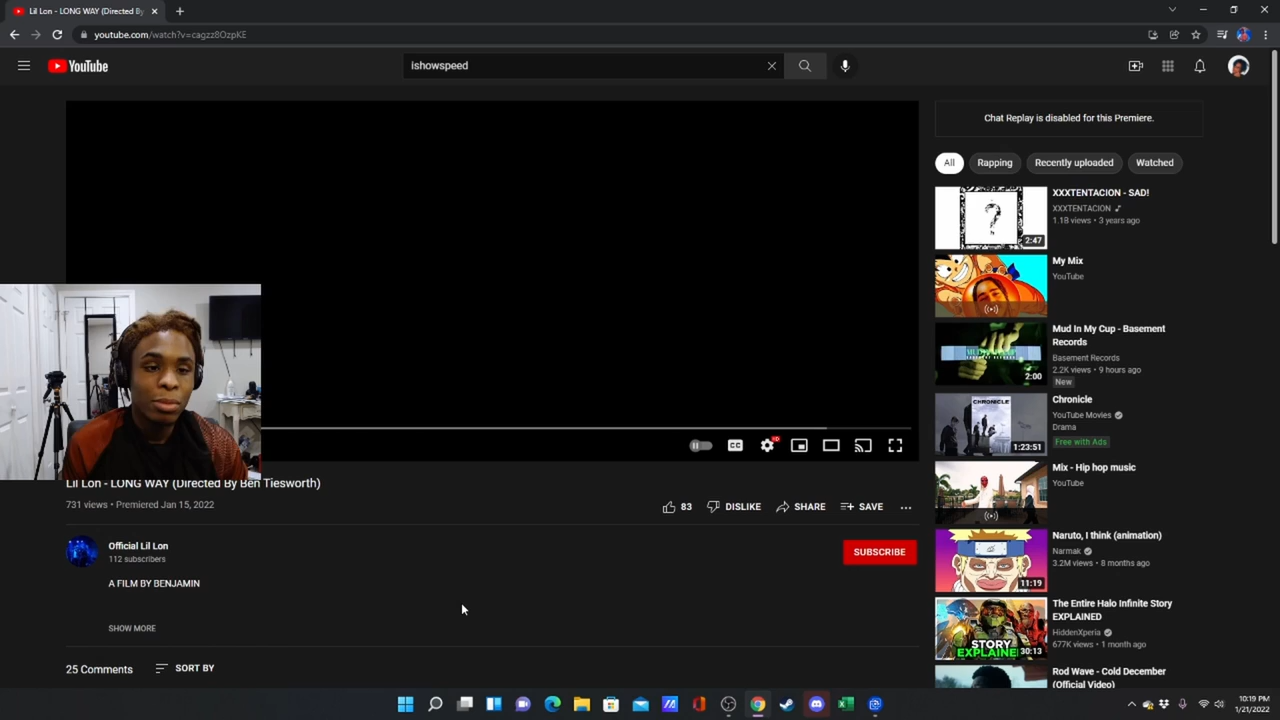 Lil Lon - LONG WAY (Directed By
youtube.com/watch?v=cagzz8OzpKE
YouTube
ishowspeed
Chat Replay is disabled for this Premiere.
All
Rapping
Recently uploaded
Watched
XXXTENTACION - SAD!
XXXTENTACION
1.1B views • 3 years ago
2:47
My Mix
YouTube
Mud In My Cup - Basement
Records
Basement Records
2.2K views • 9 hours ago
New
2:00
CHRONICLE
Chronicle
YouTube Movies
Drama
Free with Ads
1:23:51
Mix - Hip hop music
YouTube
Naruto, I think (animation)
Narmak
3.2M views • 8 months ago
11:19
The Entire Halo Infinite Story
EXPLAINED
HiddenXperia
677K views • 1 month ago
STORY
EXPLAINE
30:13
Rod Wave - Cold December
(Official Video)
CC
HD
Lil Lon - LONG WAY (Directed By Ben Tiesworth)
731 views • Premiered Jan 15, 2022
83
DISLIKE
SHARE
SAVE
Official Lil Lon
112 subscribers
SUBSCRIBE
A FILM BY BENJAMIN
SHOW MORE
25 Comments
SORT BY
10:19 PM
1/21/2022